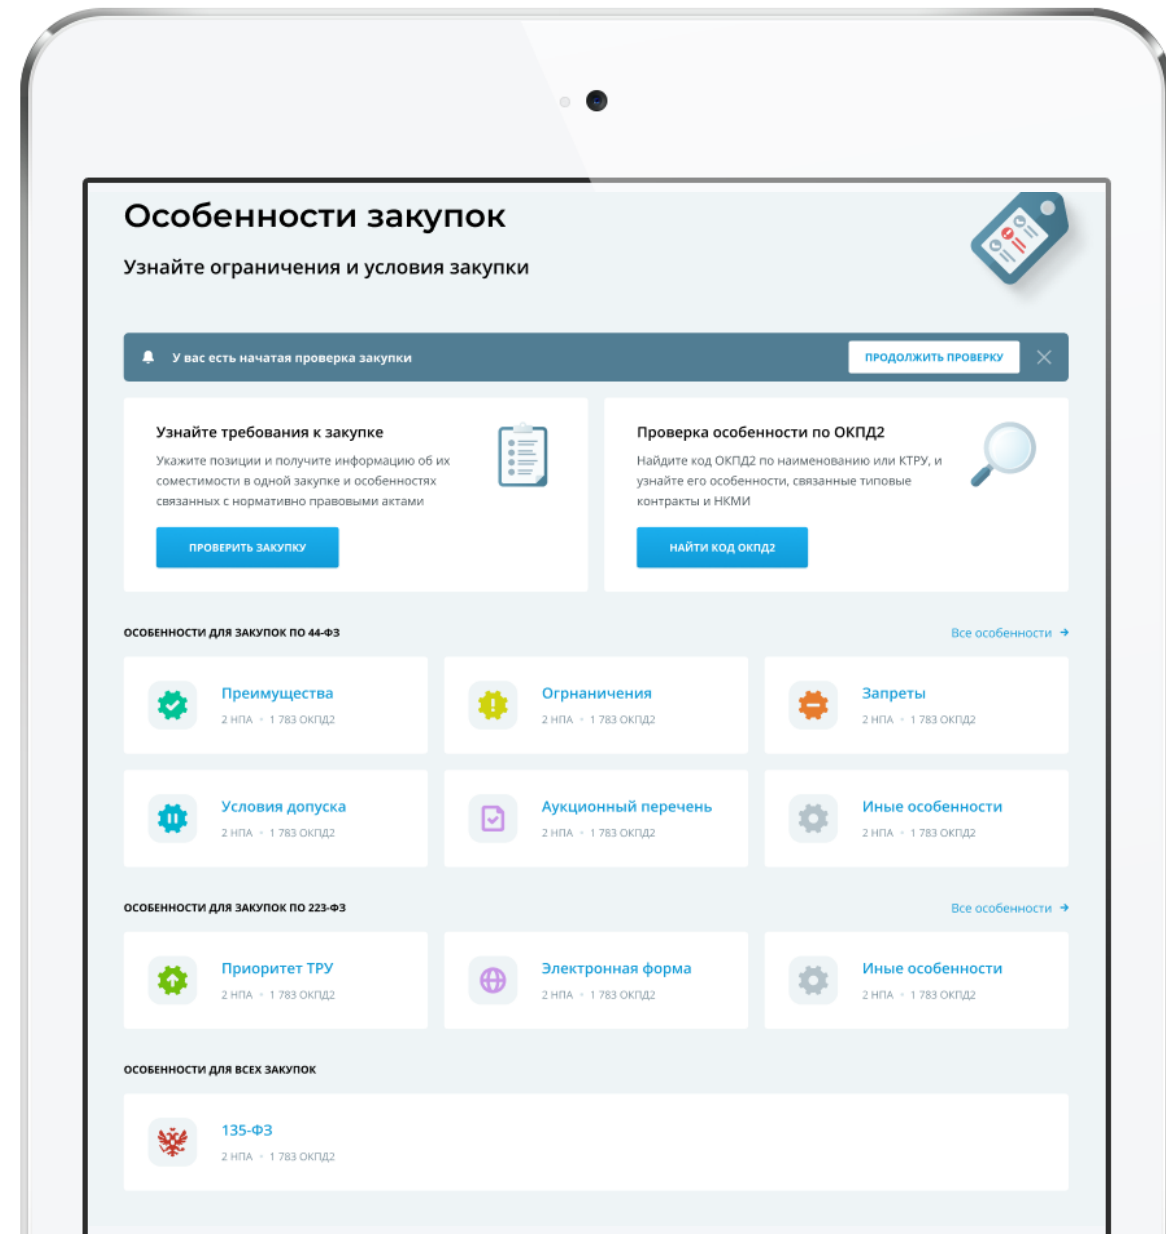 Особенности закупок
Узнайте ограничения и условия закупки
У вас есть начатая проверка закупки
ПРОДОЛЖИТЬ ПРОВЕРКУ
Узнайте требования к закупке
Укажите позиции и получите информацию об их
соместимости в одной закупке и особенностях
связанных с нормативно правовыми актами
ПРОВЕРИТЬ ЗАКУПКУ
Проверка особенности по ОКПД2
Найдите код ОКПД2 по наименованию или КТРУ, и
узнайте его особенности, связанные типовые
контракты и НКМИ
НАЙТИ КОД ОКПД2
ОСОБЕННОСТИ ДЛЯ ЗАКУПОК ПО 44-ФЗ
Все особенности →
Преимущества
2 НПА • 1 783 ОКПД2
Огрнаничения
2 НПА • 1 783 ОКПД2
Запреты
2 НПА • 1 783 ОКПД2
Условия допуска
2 НПА • 1 783 ОКПД2
Аукционный перечень
2 НПА • 1 783 ОКПД2
Иные особенности
2 НПА • 1 783 ОКПД2
ОСОБЕННОСТИ ДЛЯ ЗАКУПОК ПО 223-ФЗ
Все особенности →
Приоритет ТРУ
2 НПА • 1 783 ОКПД2
Электронная форма
2 НПА • 1 783 ОКПД2
Иные особенности
2 НПА • 1 783 ОКПД2
ОСОБЕННОСТИ ДЛЯ ВСЕХ ЗАКУПОК
135-ФЗ
2 НПА • 1 783 ОКПД2